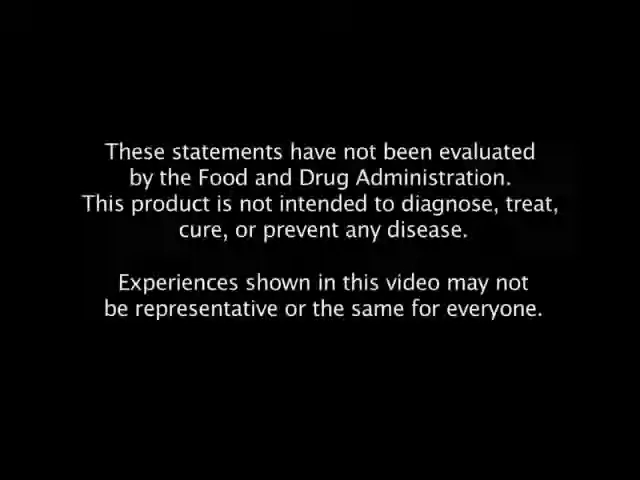 These statements have not been evaluated
by the Food and Drug Administration.
This product is not intended to diagnose, treat,
cure, or prevent any disease.
Experiences shown in this video may not
be representative or the same for everyone.